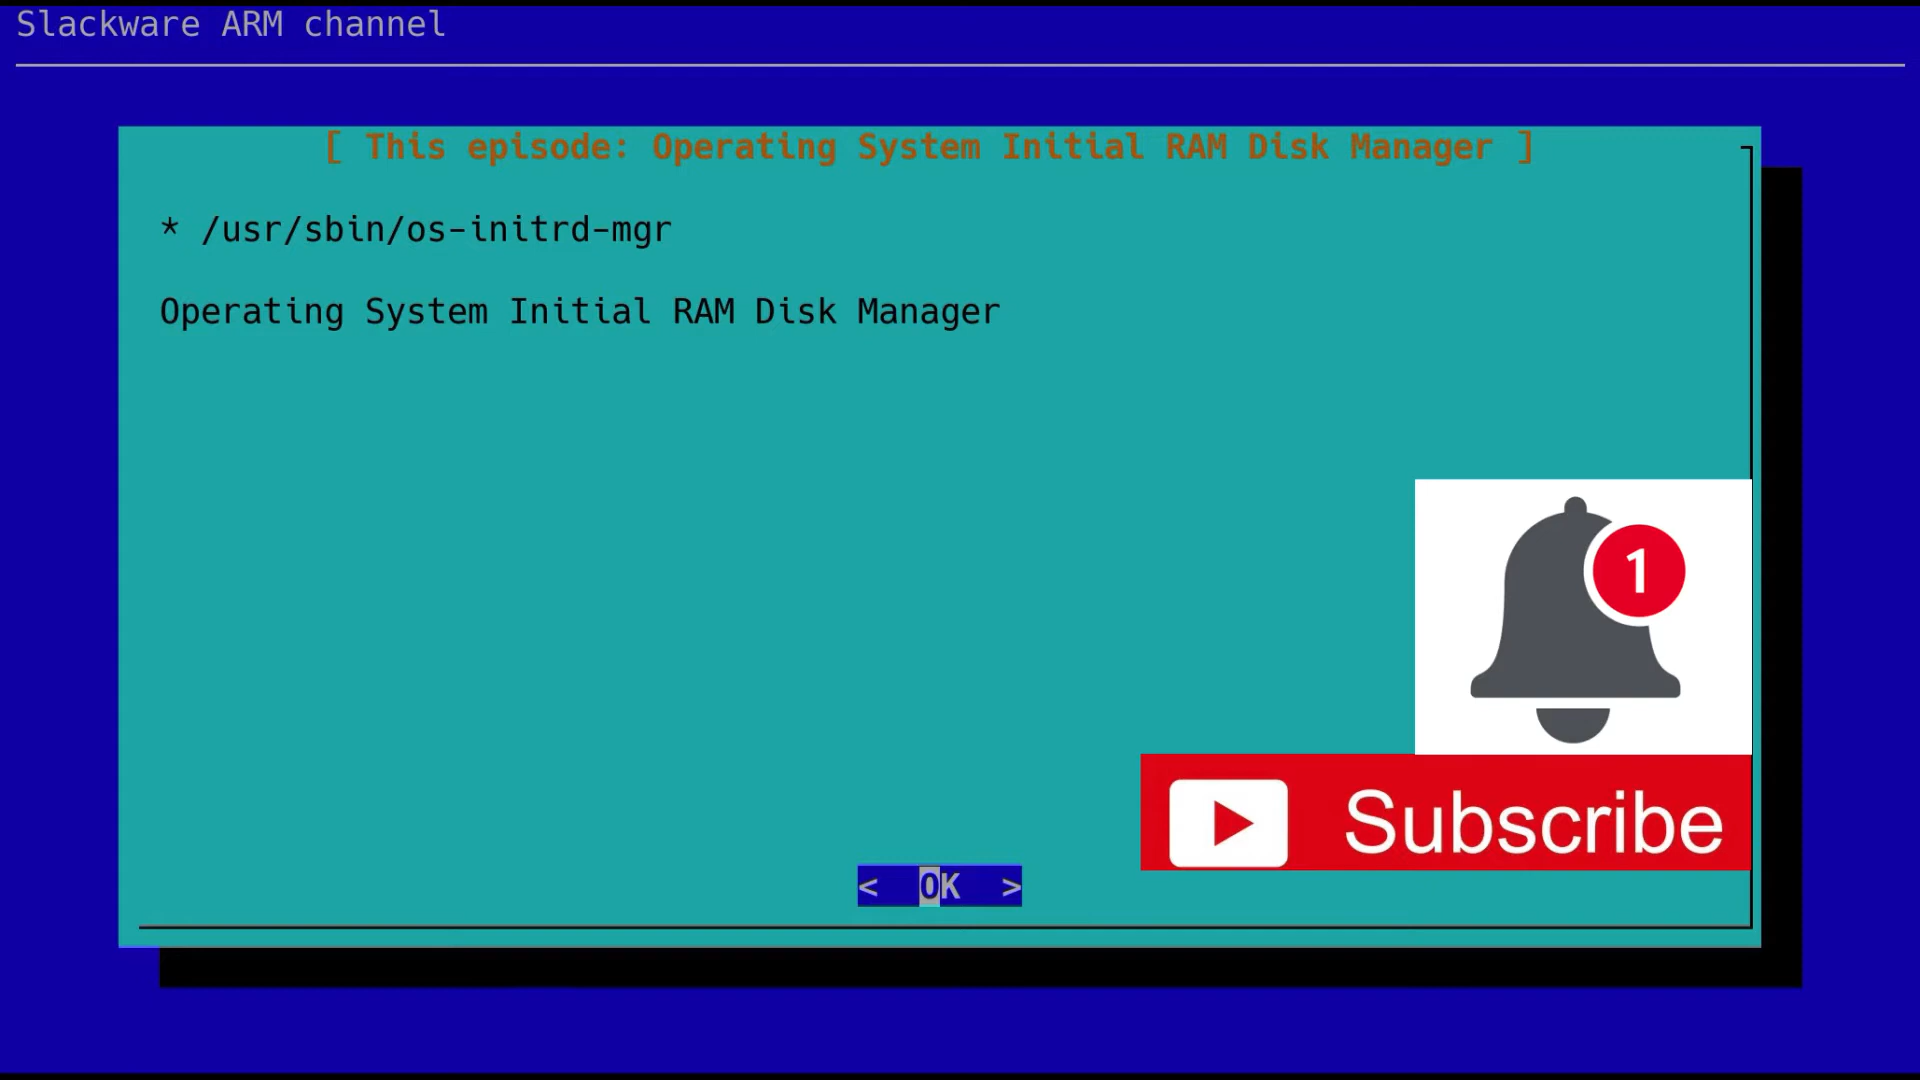 Slackware ARM channel
[ This episode: Operating System Initial RAM Disk Manager ]
* /usr/sbin/os-initrd-mgr
Operating System Initial RAM Disk Manager
1
Subscribe
< OK >